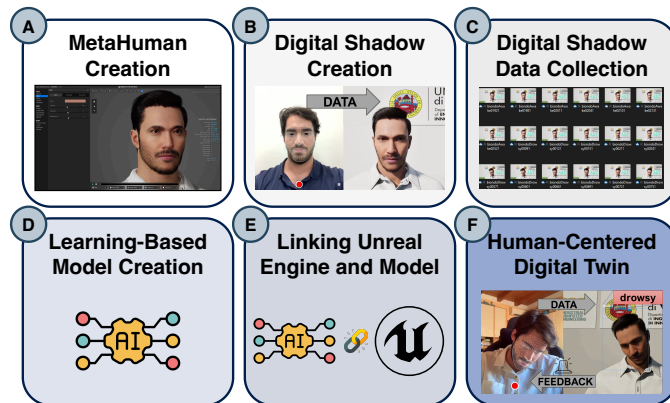 A
MetaHuman
Creation
B
Digital Shadow
Creation
DATA
C
Digital Shadow
Data Collection
D
Learning-Based
Model Creation
AI
E
Linking Unreal
Engine and Model
AI
F
Human-Centered
Digital Twin
DATA
drowsy
FEEDBACK